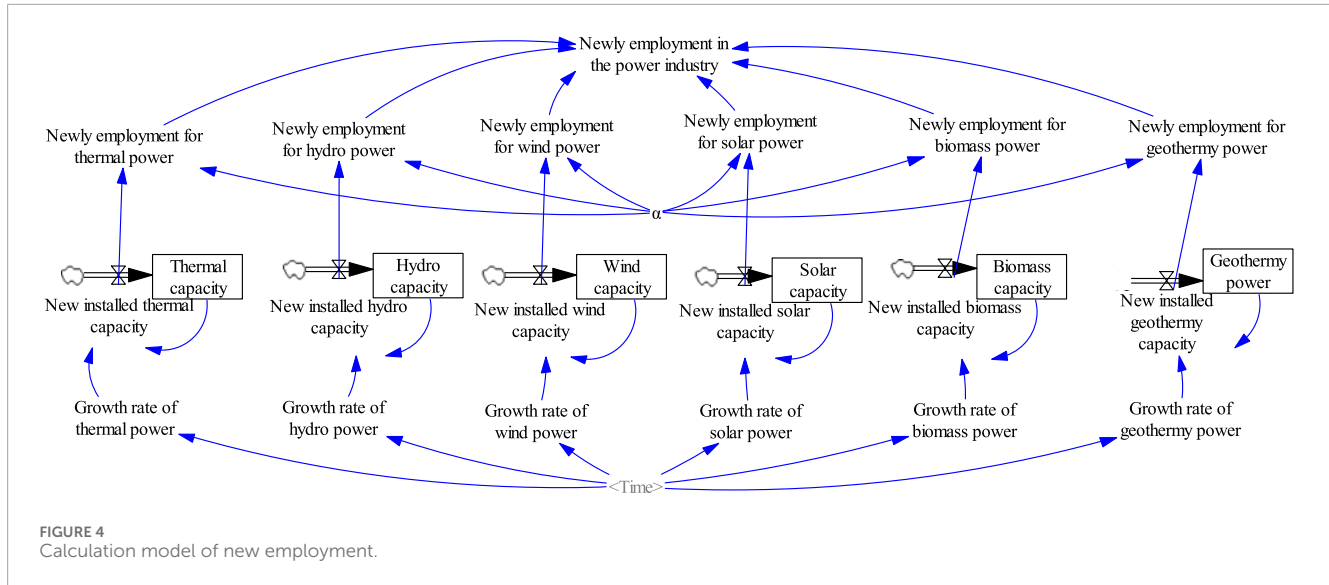 Newly employment in
the power industry
Newly employment for
thermal power
Newly employment
for hydro power
Newly employment
for wind power
Newly employment
for solar power
Newly employment for
biomass power
Newly employment for
geothermy power
α
Thermal
capacity
Hydro
capacity
Wind
capacity
Solar
capacity
Biomass
capacity
Geothermy
power
New installed thermal
capacity
New installed hydro
capacity
New installed wind
capacity
New installed solar
capacity
New installed biomass
capacity
New installed
geothermy
capacity
Growth rate of
thermal power
Growth rate of
hydro power
Growth rate of
wind power
Growth rate of
solar power
Growth rate of
biomass power
Growth rate of
geothermy power
<Time>
FIGURE 4
Calculation model of new employment.